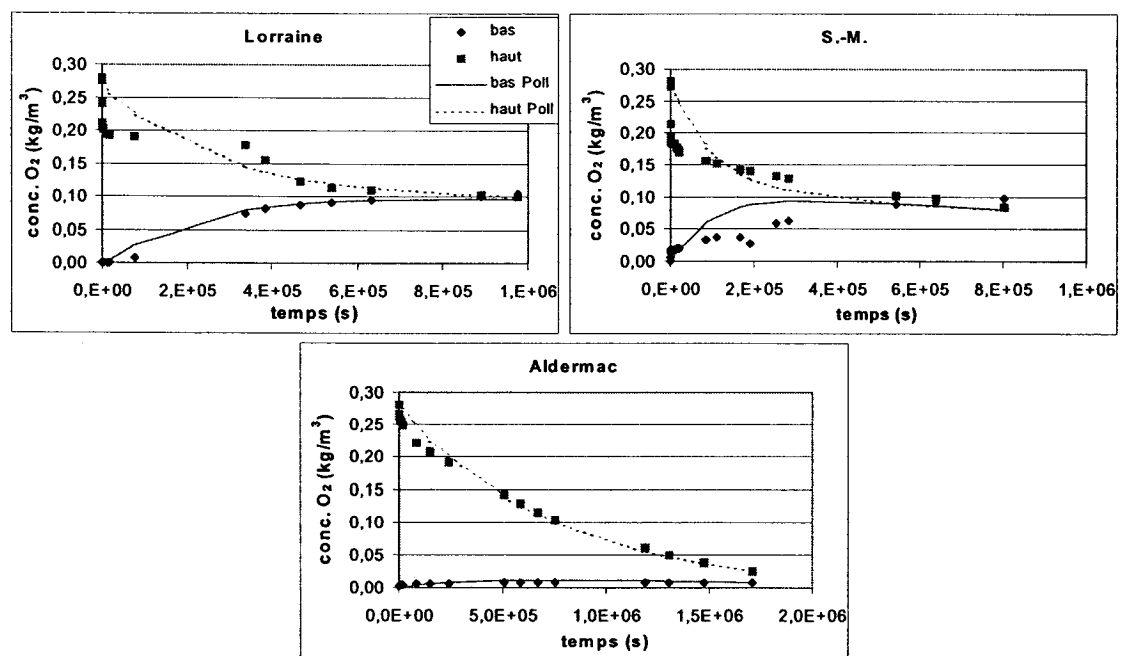 Lorraine
bas
haut
bas Poll
haut Poll
conc. O₂ (kg/m³)
0,30
0,25
0,20
0,15
0,10
0,05
0,00
0,E+00 2,E+05 4,E+05 6,E+05 8,E+05 1,E+06
temps (s)
S.-M.
conc. O₂ (kg/m³)
0,30
0,25
0,20
0,15
0,10
0,05
0,00
0,E+00 2,E+05 4,E+05 6,E+05 8,E+05 1,E+06
temps (s)
Aldermac
conc. O₂ (kg/m³)
0,30
0,25
0,20
0,15
0,10
0,05
0,00
0,0E+00 5,0E+05 1,0E+06 1,5E+06 2,0E+06
temps (s)